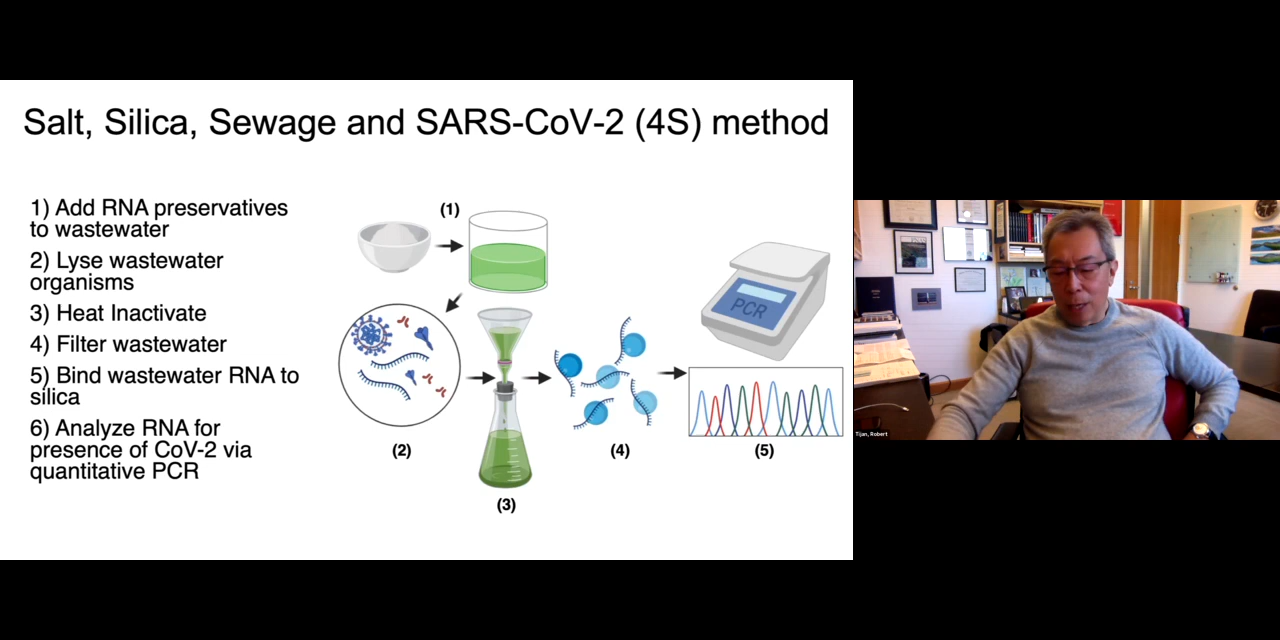 Salt, Silica, Sewage and SARS-CoV-2 (4S) method
1) Add RNA preservatives
to wastewater
2) Lyse wastewater
organisms
3) Heat Inactivate
4) Filter wastewater
5) Bind wastewater RNA to
silica
6) Analyze RNA for
presence of CoV-2 via
quantitative PCR
(1)
(2)
(3)
(4)
PCR
(5)
Tijan, Robert